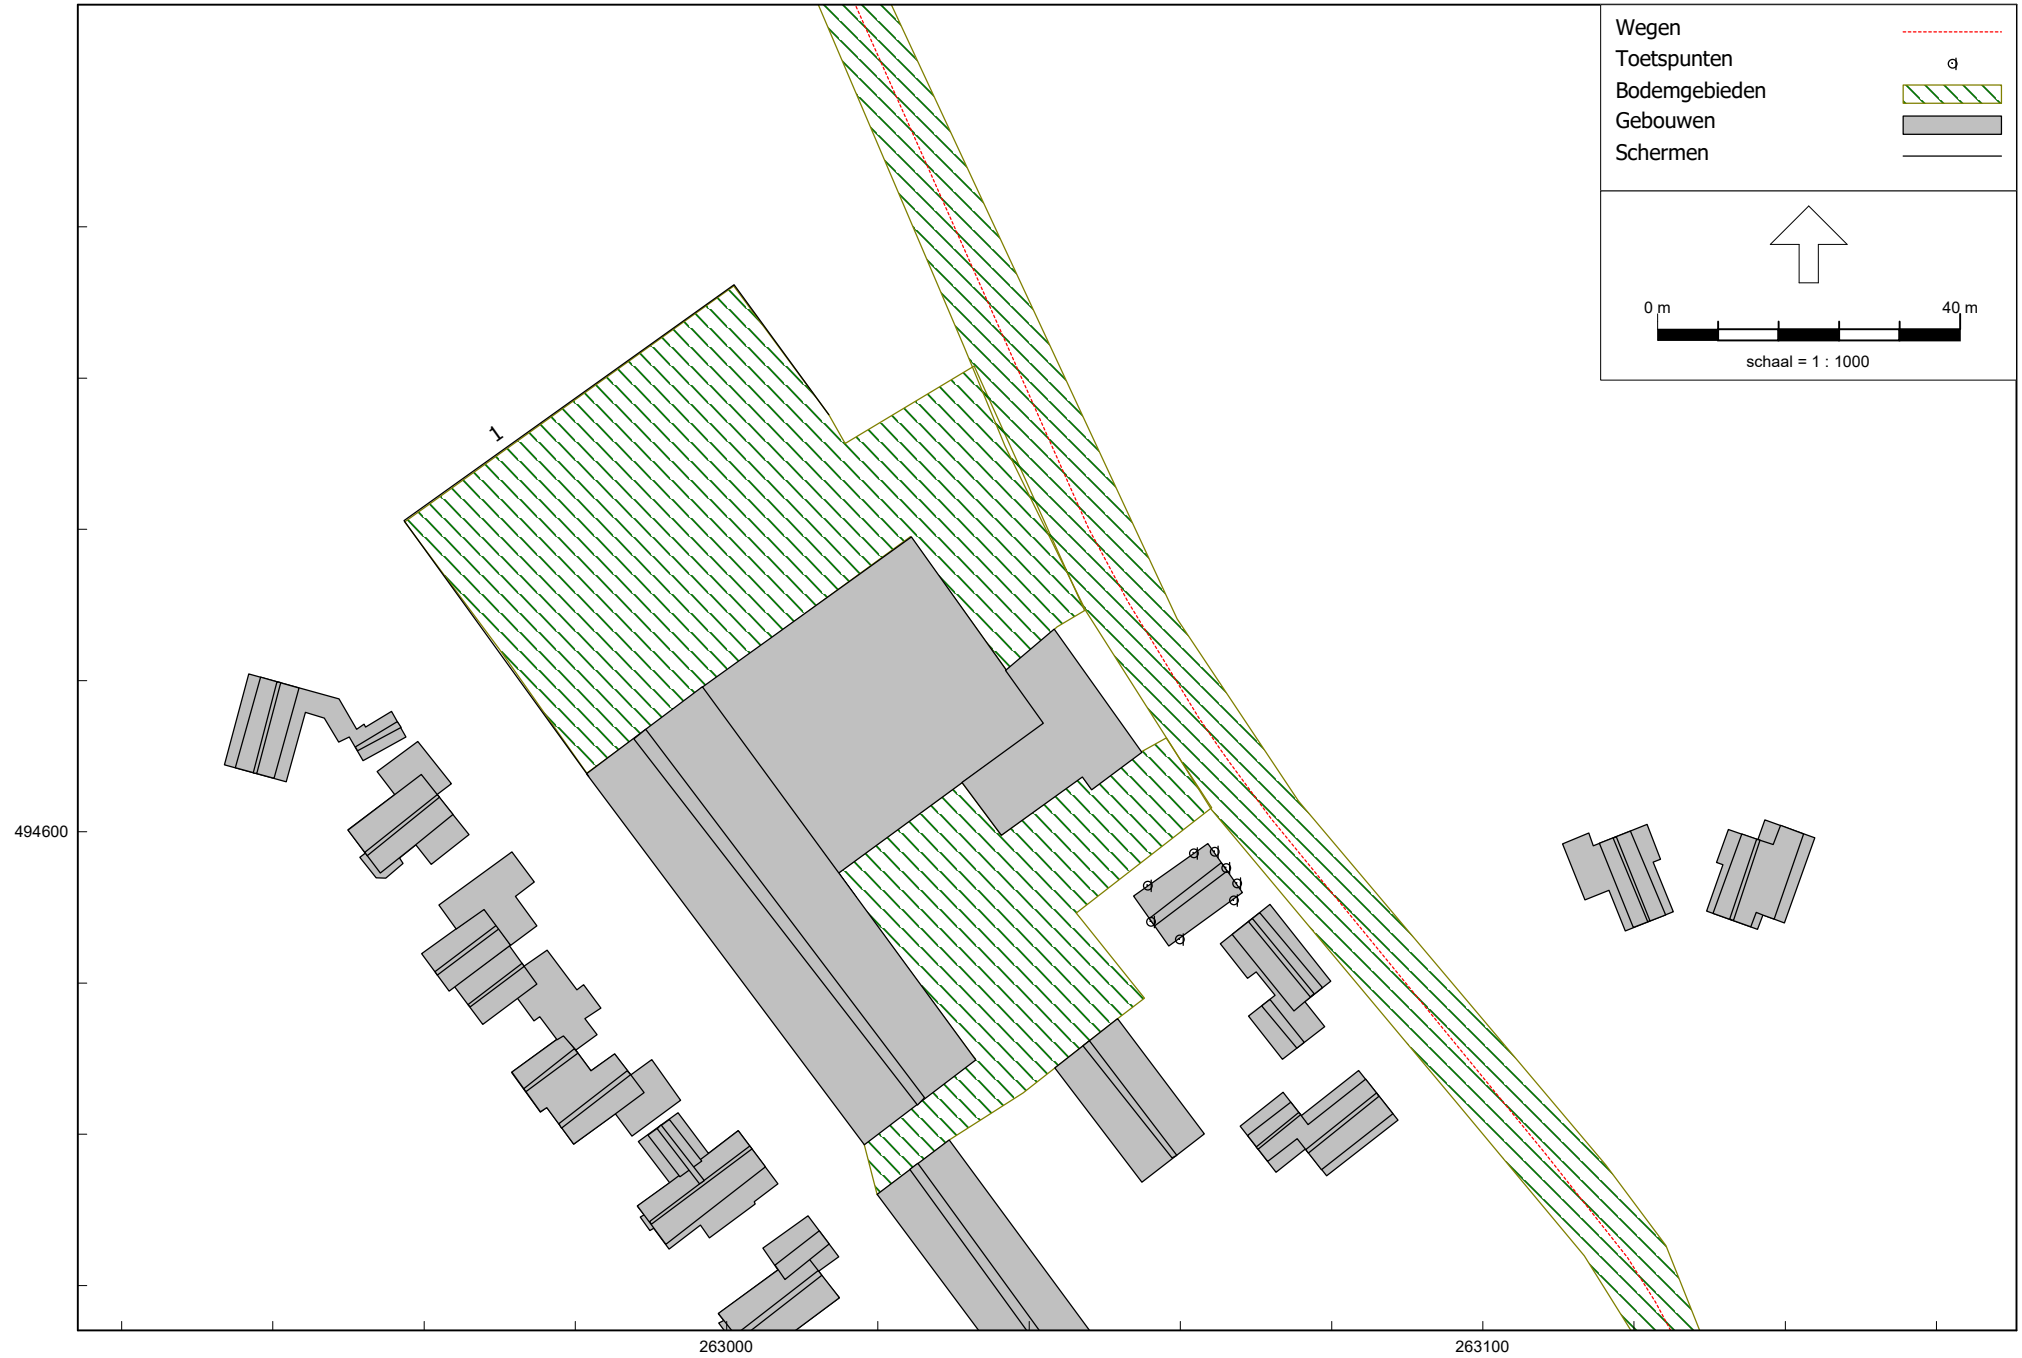 Wegen
Toetspunten
Bodemgebieden
Gebouwen
Schermen
0 m 40 m
schaal = 1 : 1000
1
494600
263000 263100